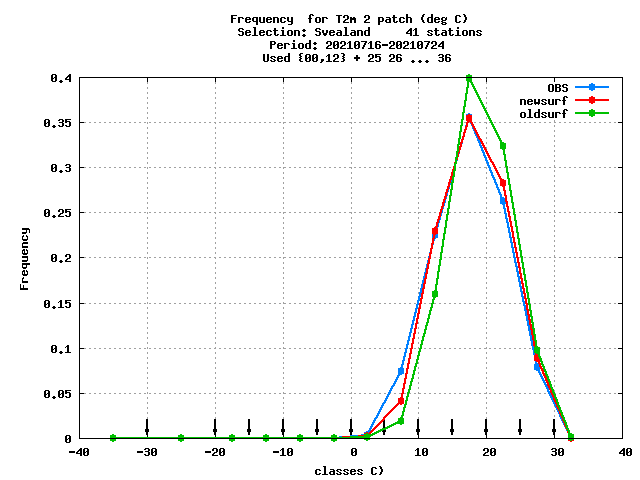 Frequency  for T2m 2 patch (deg C)
Selection: Svealand     41 stations
Period: 20210716-20210724
Used {00,12} + 25 26 ... 36
OBS
newsurf
oldsurf
0.4
0.35
0.3
0.25
0.2
0.15
0.1
0.05
0
Frequency
-40 -30 -20 -10 0 10 20 30 40
classes C)